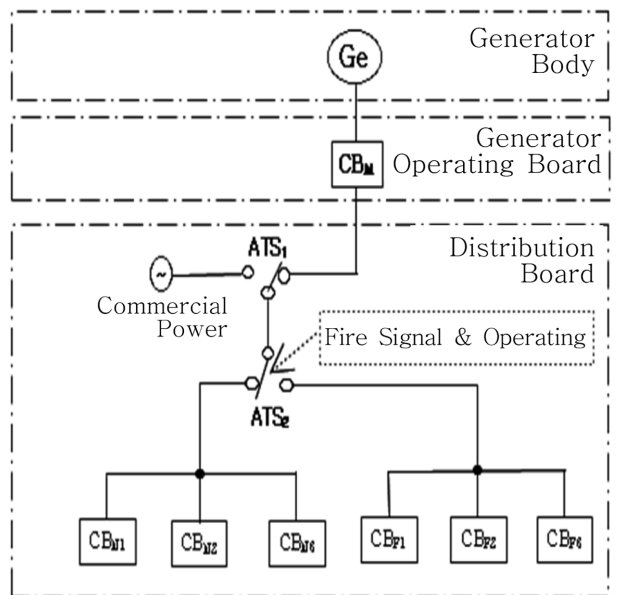 Generator
Body
Ge
Generator
Operating Board
CBM
Distribution
Board
ATS1
~
Commercial
Power
Fire Signal & Operating
ATS2
CBN1
CBN2
CBN6
CBF1
CBF2
CBF6